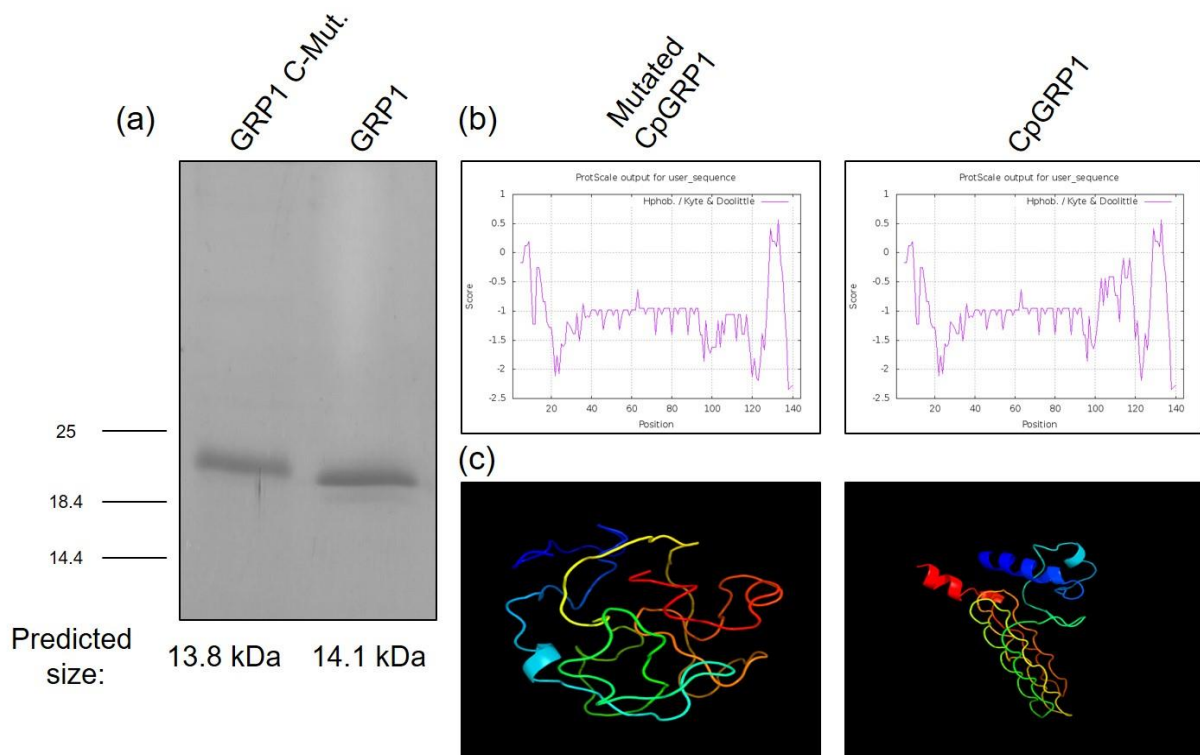 (a)
GRP1 C-Mut.
GRP1
25
18.4
14.4
Predicted
size:
13.8 kDa
14.1 kDa
(b)
Mutated
CpGRP1
CpGRP1
ProtScale output for user_sequence
Hphob. / Kyte & Doolittle
Score
1
0.5
0
-0.5
-1
-1.5
-2
-2.5
20 40 60 80 100 120 140
Position
ProtScale output for user_sequence
Hphob. / Kyte & Doolittle
Score
1
0.5
0
-0.5
-1
-1.5
-2
-2.5
20 40 60 80 100 120 140
Position
(c)